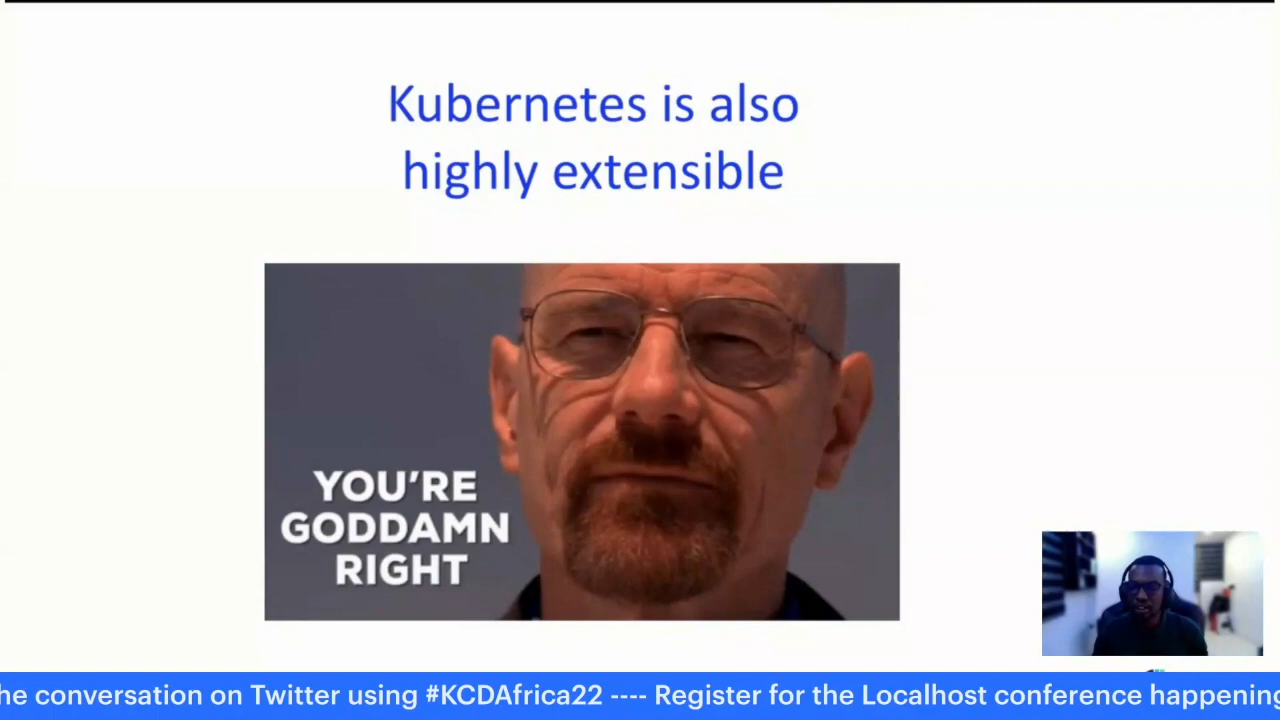 Kubernetes is also
highly extensible
YOU'RE
GODDAMN
RIGHT
he conversation on Twitter using #KCDAfrica22 ---- Register for the Localhost conference happening